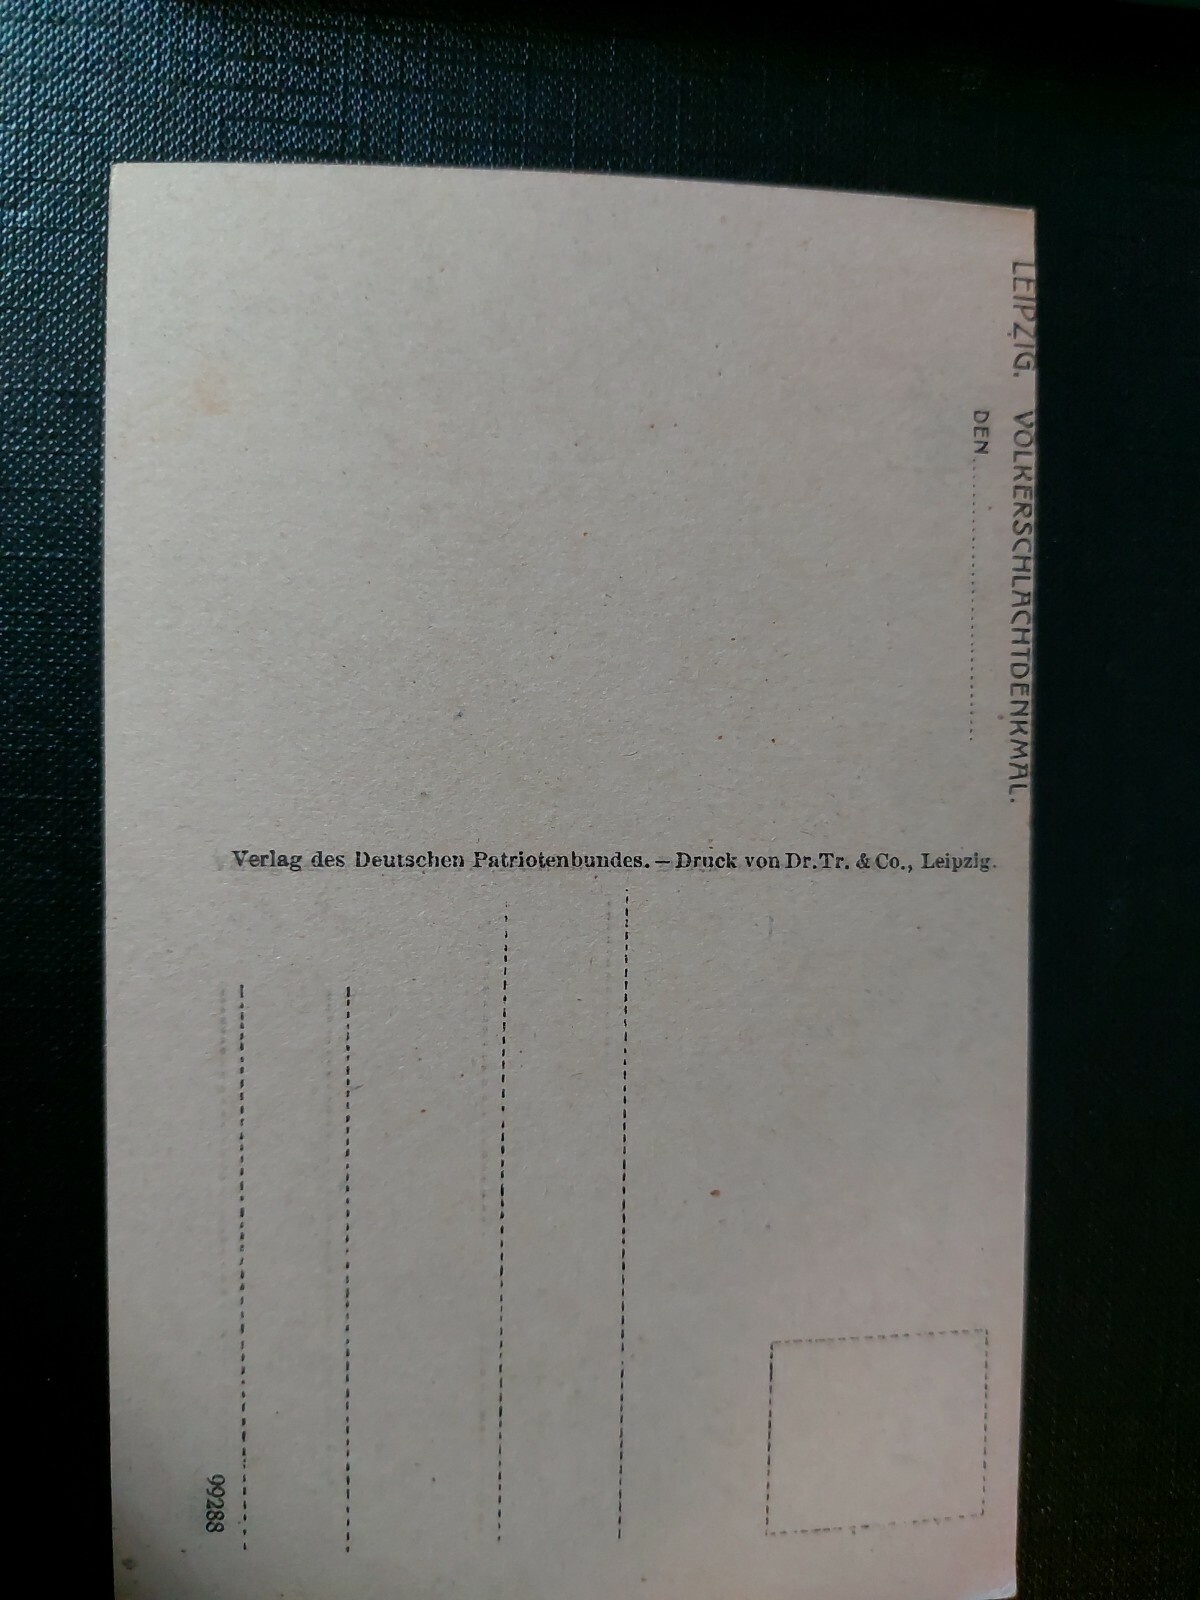 LEIPZIG. VÖLKERSCHLACHTDENKMAL.
DEN
Verlag des Deutschen Patriotenbundes. — Druck von Dr. Tr. & Co., Leipzig.
99288